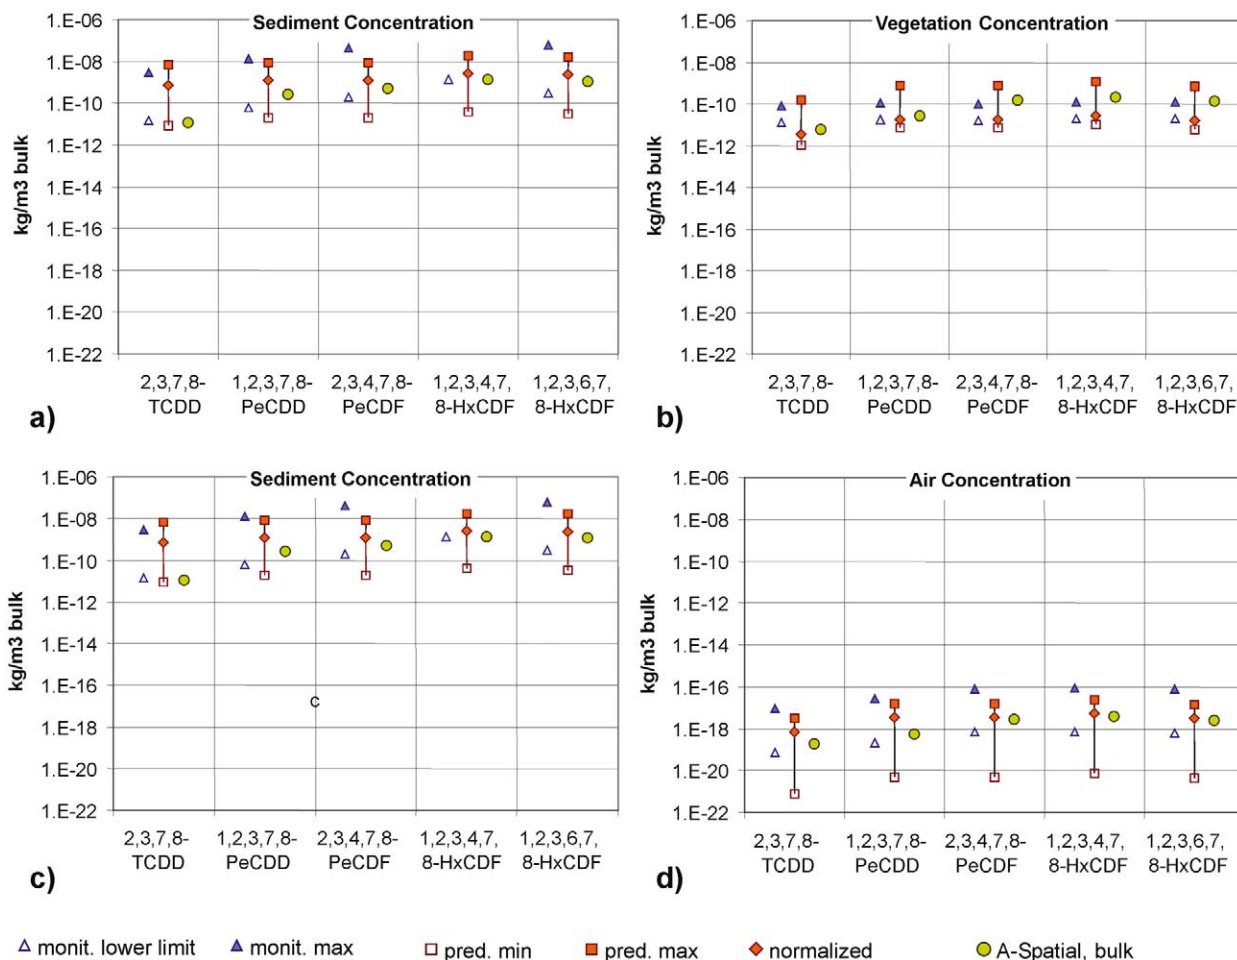 Sediment Concentration
kg/m3 bulk
1.E-06
1.E-08
1.E-10
1.E-12
1.E-14
1.E-16
1.E-18
1.E-20
1.E-22
2,3,7,8- 1,2,3,7,8- 2,3,4,7,8- 1,2,3,4,7, 1,2,3,6,7,
TCDD PeCDD PeCDF 8-HxCDF 8-HxCDF
a)
Vegetation Concentration
kg/m3 bulk
1.E-06
1.E-08
1.E-10
1.E-12
1.E-14
1.E-16
1.E-18
1.E-20
1.E-22
2,3,7,8- 1,2,3,7,8- 2,3,4,7,8- 1,2,3,4,7, 1,2,3,6,7,
TCDD PeCDD PeCDF 8-HxCDF 8-HxCDF
b)
Sediment Concentration
kg/m3 bulk
1.E-06
1.E-08
1.E-10
1.E-12
1.E-14
1.E-16
1.E-18
1.E-20
1.E-22
c
2,3,7,8- 1,2,3,7,8- 2,3,4,7,8- 1,2,3,4,7, 1,2,3,6,7,
TCDD PeCDD PeCDF 8-HxCDF 8-HxCDF
c)
Air Concentration
kg/m3 bulk
1.E-06
1.E-08
1.E-10
1.E-12
1.E-14
1.E-16
1.E-18
1.E-20
1.E-22
2,3,7,8- 1,2,3,7,8- 2,3,4,7,8- 1,2,3,4,7, 1,2,3,6,7,
TCDD PeCDD PeCDF 8-HxCDF 8-HxCDF
d)
monit. lower limit monit. max pred. min pred. max normalized A-Spatial, bulk